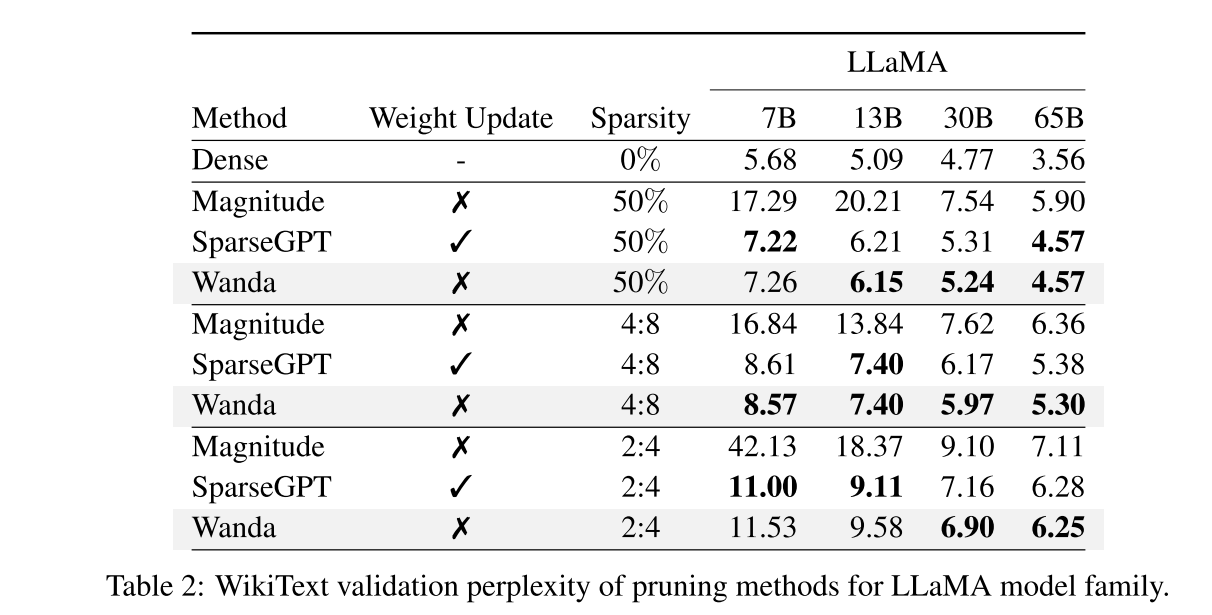 LLaMA
Method Weight Update Sparsity 7B 13B 30B 65B
Dense - 0% 5.68 5.09 4.77 3.56
Magnitude ✗ 50% 17.29 20.21 7.54 5.90
SparseGPT ✓ 50% 7.22 6.21 5.31 4.57
Wanda ✗ 50% 7.26 6.15 5.24 4.57
Magnitude ✗ 4:8 16.84 13.84 7.62 6.36
SparseGPT ✓ 4:8 8.61 7.40 6.17 5.38
Wanda ✗ 4:8 8.57 7.40 5.97 5.30
Magnitude ✗ 2:4 42.13 18.37 9.10 7.11
SparseGPT ✓ 2:4 11.00 9.11 7.16 6.28
Wanda ✗ 2:4 11.53 9.58 6.90 6.25
Table 2: WikiText validation perplexity of pruning methods for LLaMA model family.